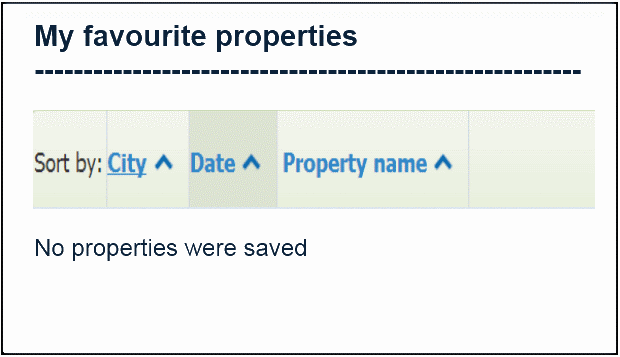 My favourite properties
--------------------------------------------------------
Sort by: City ^ Date ^ Property name ^
No properties were saved